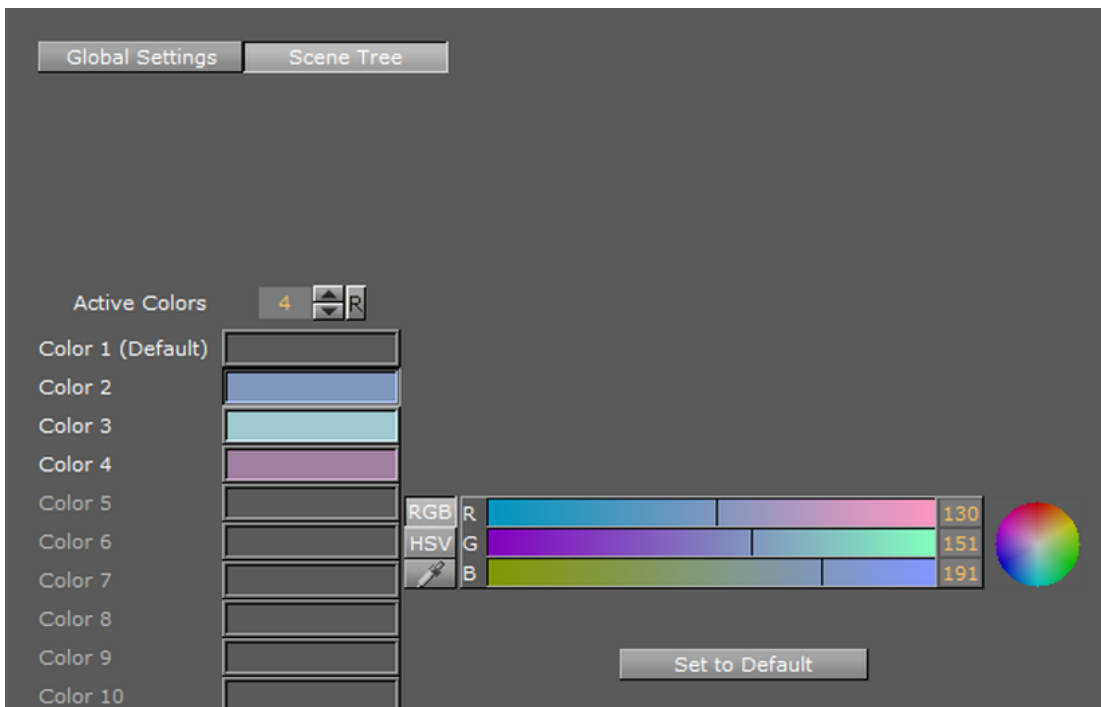 Global Settings Scene Tree
Active Colors 4 R
Color 1 (Default)
Color 2
Color 3
Color 4
Color 5
RGB R 130
Color 6
HSV G 151
Color 7
B 191
Color 8
Color 9
Set to Default
Color 10